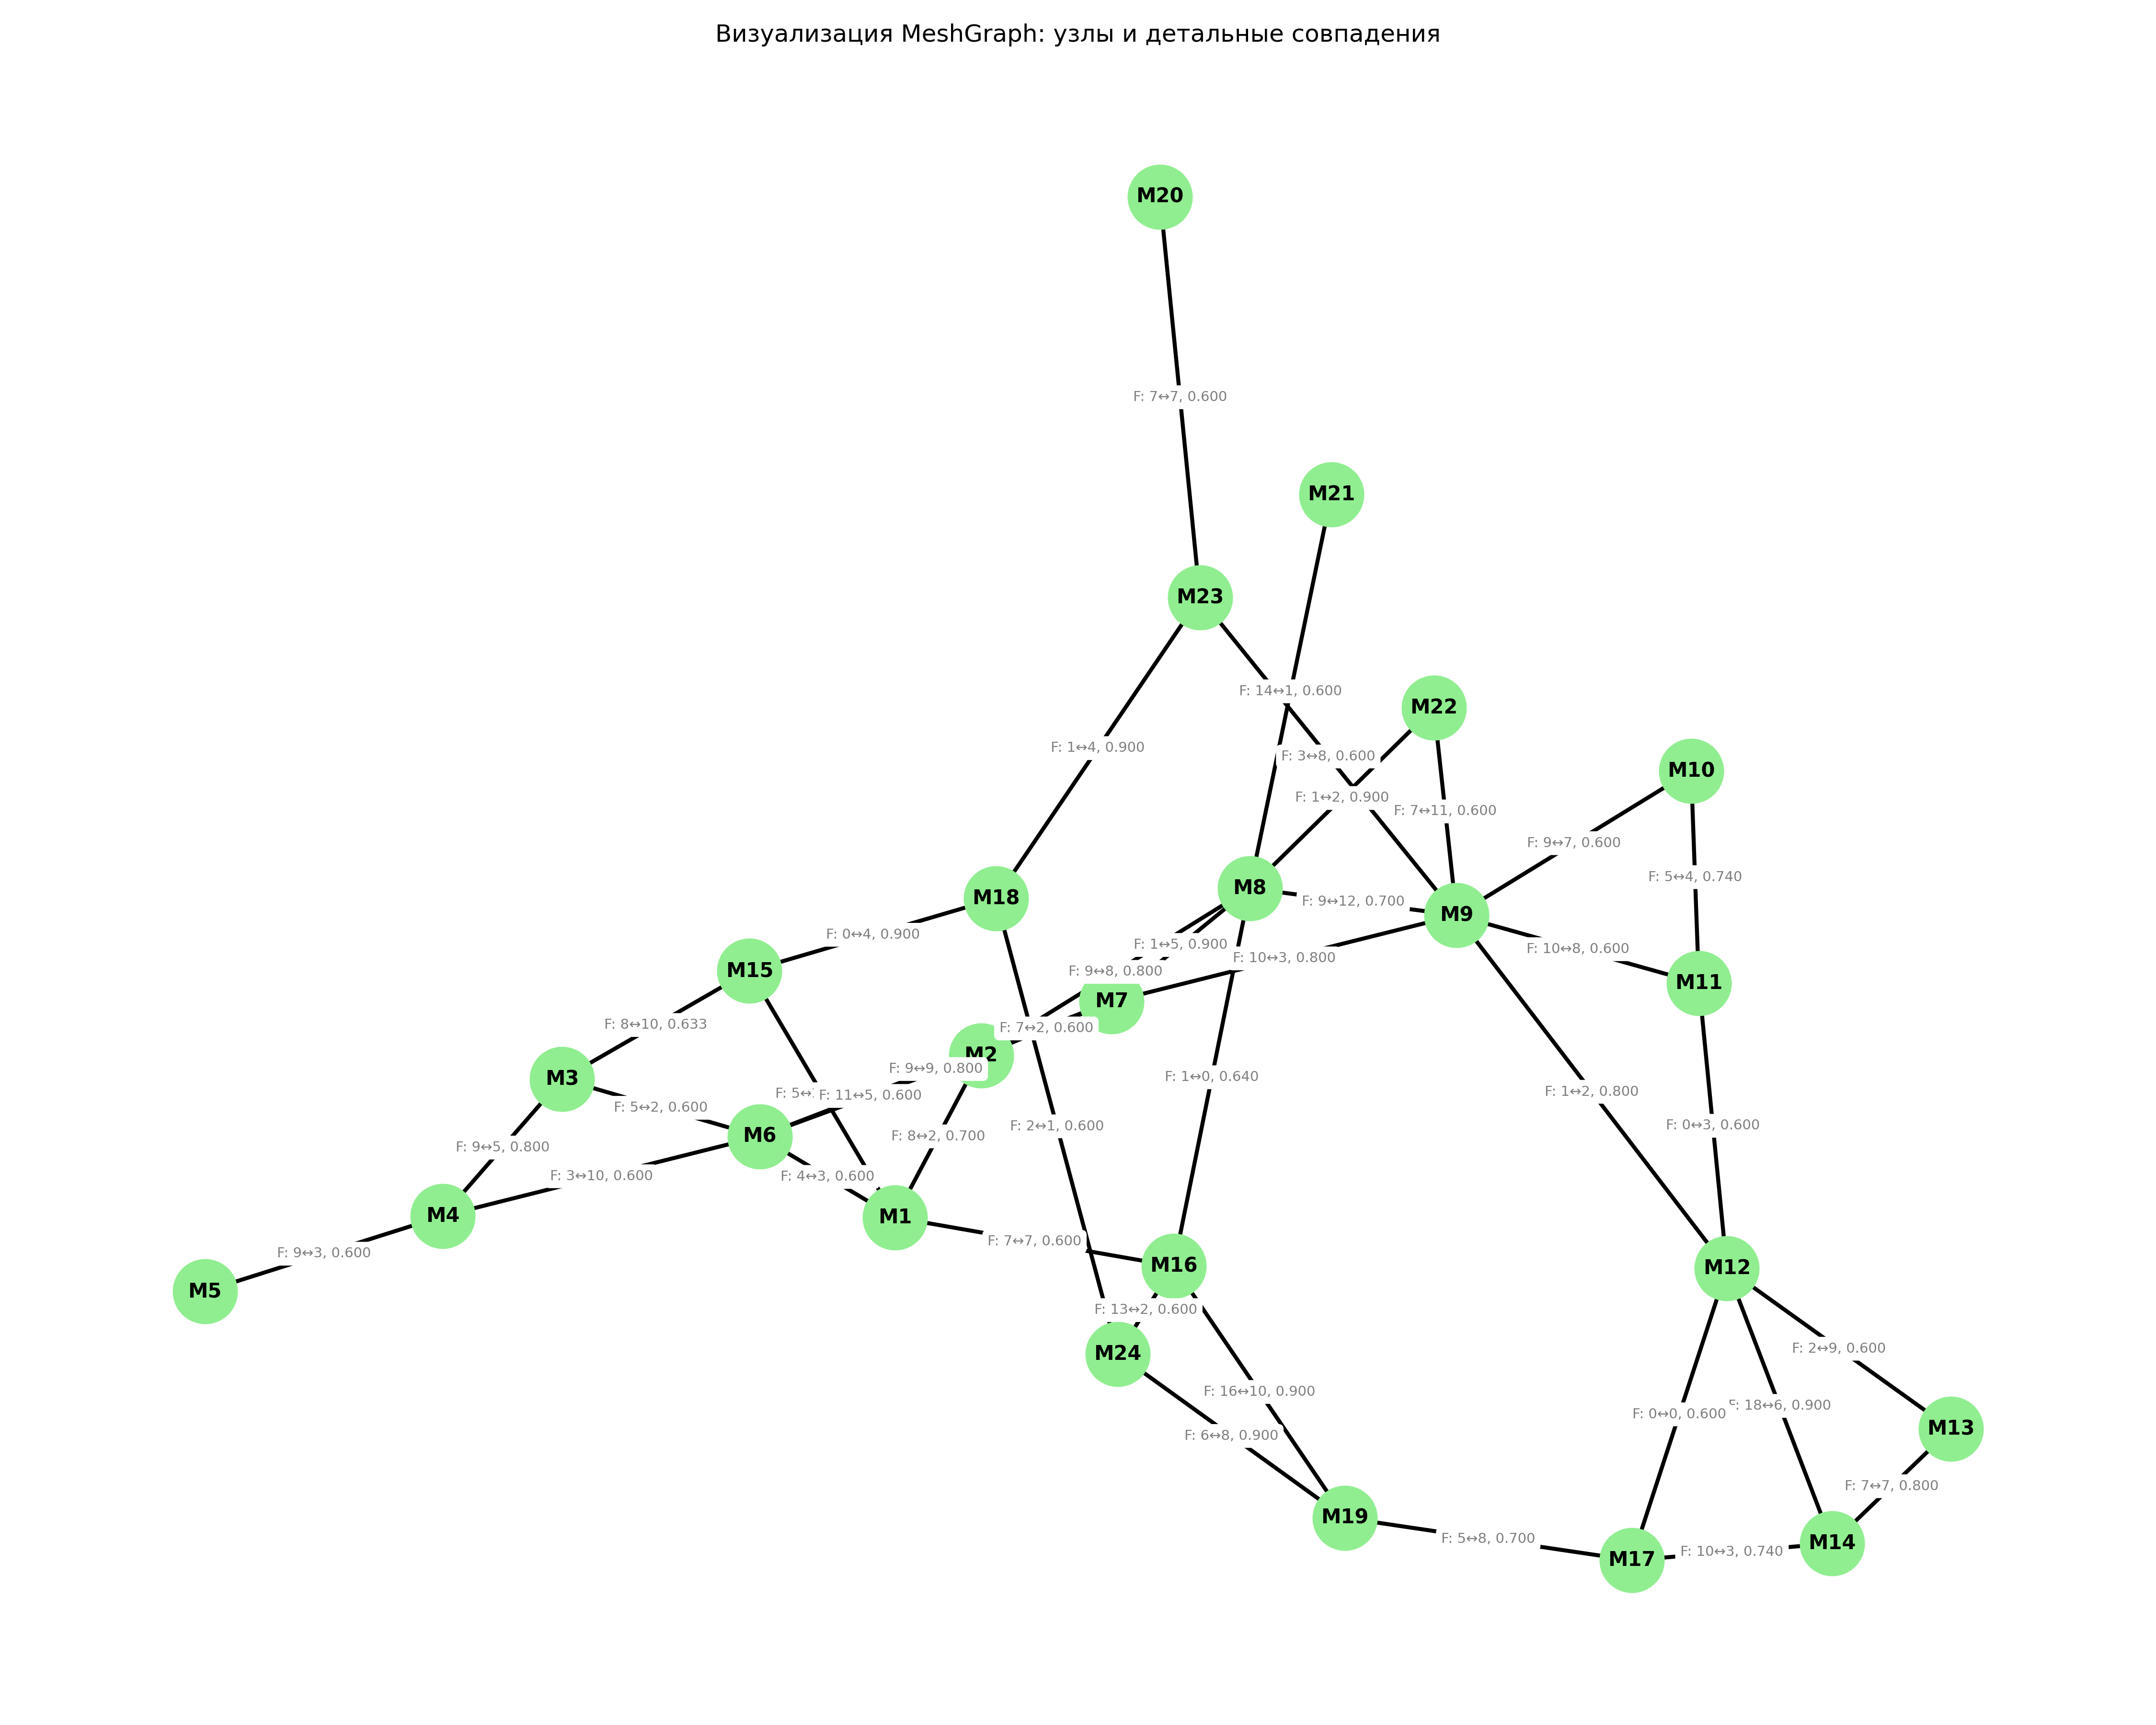 Визуализация MeshGraph: узлы и детальные совпадения
M20
F: 7↔7, 0.600
M21
M23
F: 14↔1, 0.600
M22
F: 1↔4, 0.900
F: 3↔8, 0.600
M10
F: 1↔2, 0.900
F: 7↔11, 0.600
F: 9↔7, 0.600
F: 5↔4, 0.740
M8
M18
F: 9↔12, 0.700
M9
F: 0↔4, 0.900
F: 1↔5, 0.900
F: 10↔8, 0.600
F: 10↔3, 0.800
M15
F: 9↔8, 0.800
M11
M7
F: 8↔10, 0.633
F: 7↔2, 0.600
M2
F: 9↔9, 0.800
M3
F: 1↔0, 0.640
F: 1↔2, 0.800
F: 5↔
F: 11↔5, 0.600
F: 5↔2, 0.600
F: 2↔1, 0.600
F: 0↔3, 0.600
M6
F: 8↔2, 0.700
F: 9↔5, 0.800
F: 3↔10, 0.600
F: 4↔3, 0.600
M4
M1
F: 7↔7, 0.600
F: 9↔3, 0.600
M16
M12
M5
F: 13↔2, 0.600
F: 2↔9, 0.600
M24
F: 16↔10, 0.900
F: 18↔6, 0.900
F: 0↔0, 0.600
M13
F: 6↔8, 0.900
F: 7↔7, 0.800
M19
F: 5↔8, 0.700
M14
F: 10↔3, 0.740
M17